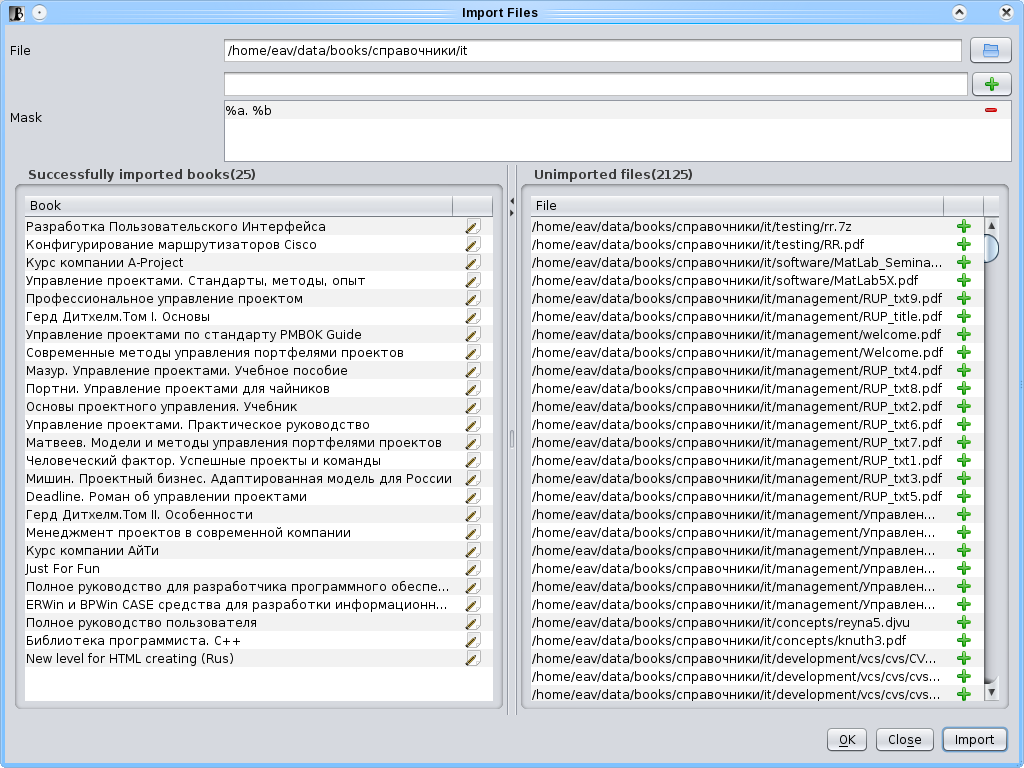 Import Files
File
/home/eav/data/books/справочники/it
Mask
%a. %b
Successfully imported books(25)
Book
Разработка Пользовательского Интерфейса
Конфигурирование маршрутизаторов Cisco
Курс компании A-Project
Управление проектами. Стандарты, методы, опыт
Профессиональное управление проектом
Герд Дитхелм.Том I. Основы
Управление проектами по стандарту PMBOK Guide
Современные методы управления портфелями проектов
Мазур. Управление проектами. Учебное пособие
Портни. Управление проектами для чайников
Основы проектного управления. Учебник
Управление проектами. Практическое руководство
Матвеев. Модели и методы управления портфелями проектов
Человеческий фактор. Успешные проекты и команды
Мишин. Проектный бизнес. Адаптированная модель для России
Deadline. Роман об управлении проектами
Герд Дитхелм.Том II. Особенности
Менеджмент проектов в современной компании
Курс компании АйТи
Just For Fun
Полное руководство для разработчика программного обеспе...
ERWin и BPWin CASE средства для разработки информационн...
Полное руководство пользователя
Библиотека программиста. C++
New level for HTML creating (Rus)
Unimported files(2125)
File
/home/eav/data/books/справочники/it/testing/rr.7z
/home/eav/data/books/справочники/it/testing/RR.pdf
/home/eav/data/books/справочники/it/software/MatLab_Semina...
/home/eav/data/books/справочники/it/software/MatLab5X.pdf
/home/eav/data/books/справочники/it/management/RUP_txt9.pdf
/home/eav/data/books/справочники/it/management/RUP_title.pdf
/home/eav/data/books/справочники/it/management/welcome.pdf
/home/eav/data/books/справочники/it/management/Welcome.pdf
/home/eav/data/books/справочники/it/management/RUP_txt4.pdf
/home/eav/data/books/справочники/it/management/RUP_txt8.pdf
/home/eav/data/books/справочники/it/management/RUP_txt2.pdf
/home/eav/data/books/справочники/it/management/RUP_txt6.pdf
/home/eav/data/books/справочники/it/management/RUP_txt7.pdf
/home/eav/data/books/справочники/it/management/RUP_txt1.pdf
/home/eav/data/books/справочники/it/management/RUP_txt3.pdf
/home/eav/data/books/справочники/it/management/RUP_txt5.pdf
/home/eav/data/books/справочники/it/management/Управлен...
/home/eav/data/books/справочники/it/management/Управлен...
/home/eav/data/books/справочники/it/management/Управлен...
/home/eav/data/books/справочники/it/management/Управлен...
/home/eav/data/books/справочники/it/management/Управлен...
/home/eav/data/books/справочники/it/management/Управлен...
/home/eav/data/books/справочники/it/concepts/reyna5.djvu
/home/eav/data/books/справочники/it/concepts/knuth3.pdf
/home/eav/data/books/справочники/it/development/vcs/cvs/CV...
/home/eav/data/books/справочники/it/development/vcs/cvs/cvs...
/home/eav/data/books/справочники/it/development/vcs/cvs/cvs...
OK
Close
Import